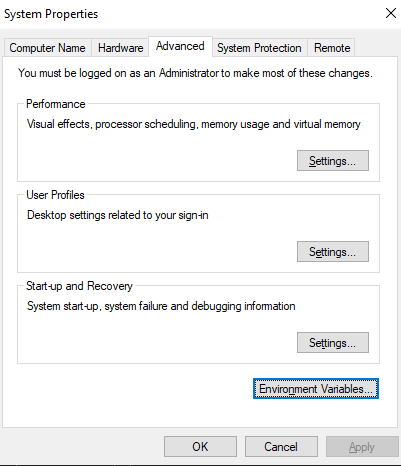 System Properties
Computer Name Hardware Advanced System Protection Remote
You must be logged on as an Administrator to make most of these changes.
Performance
Visual effects, processor scheduling, memory usage and virtual memory
Settings...
User Profiles
Desktop settings related to your sign-in
Settings...
Start-up and Recovery
System start-up, system failure and debugging information
Settings...
Environment Variables...
OK Cancel Apply